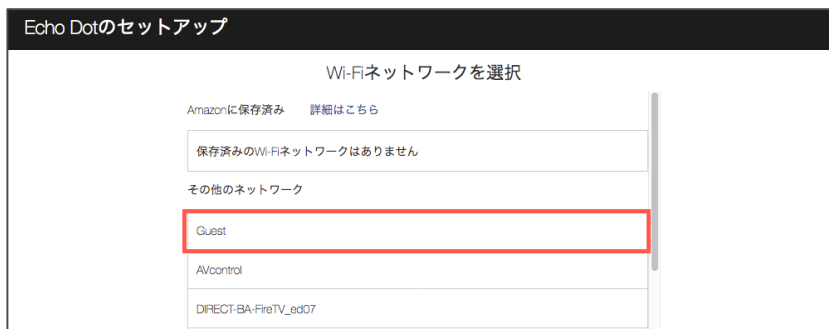 Echo Dotのセットアップ
Wi-Fiネットワークを選択
Amazonに保存済み 詳細はこちら
保存済みのWi-Fiネットワークはありません
その他のネットワーク
Guest
AVcontrol
DIRECT-BA-FireTV_ed07